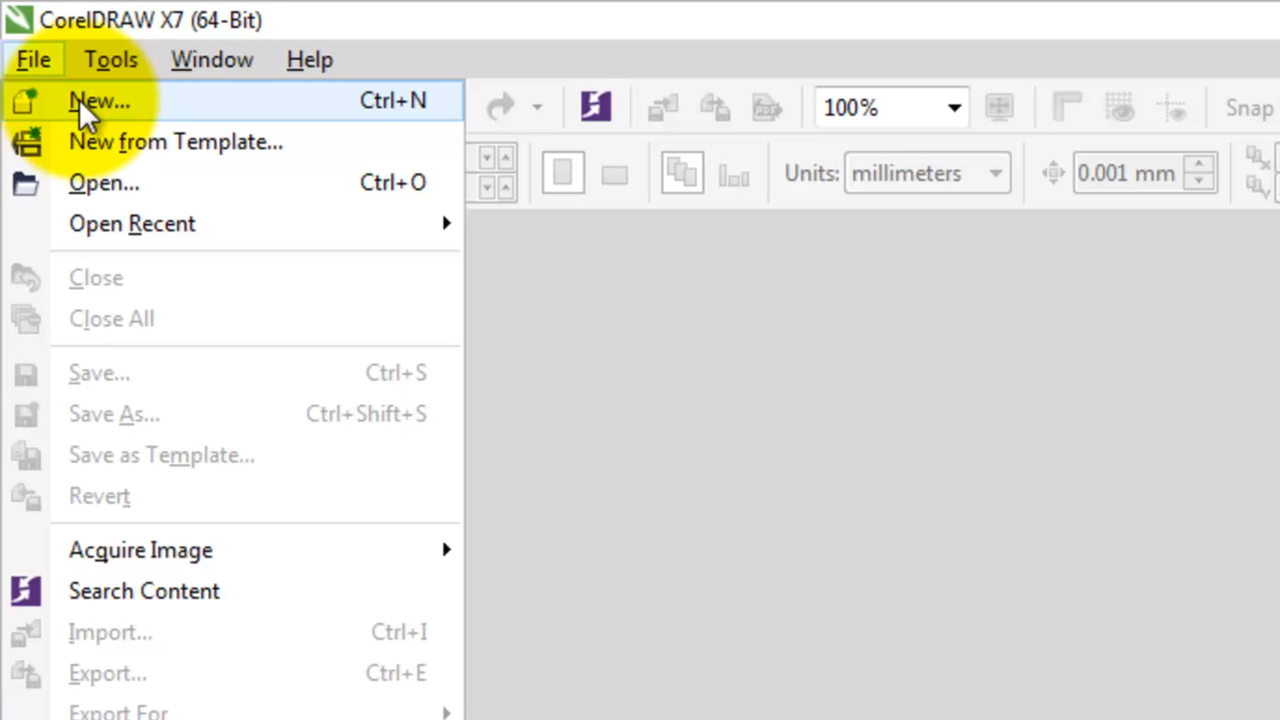 CorelDRAW X7 (64-Bit)
File Tools Window Help
New... Ctrl+N
100%
Snap
New from Template...
Units: millimeters
0.001 mm
Open... Ctrl+O
Open Recent
Close
Close All
Save... Ctrl+S
Save As... Ctrl+Shift+S
Save as Template...
Revert
Acquire Image
Search Content
Import... Ctrl+I
Export... Ctrl+E
Export For